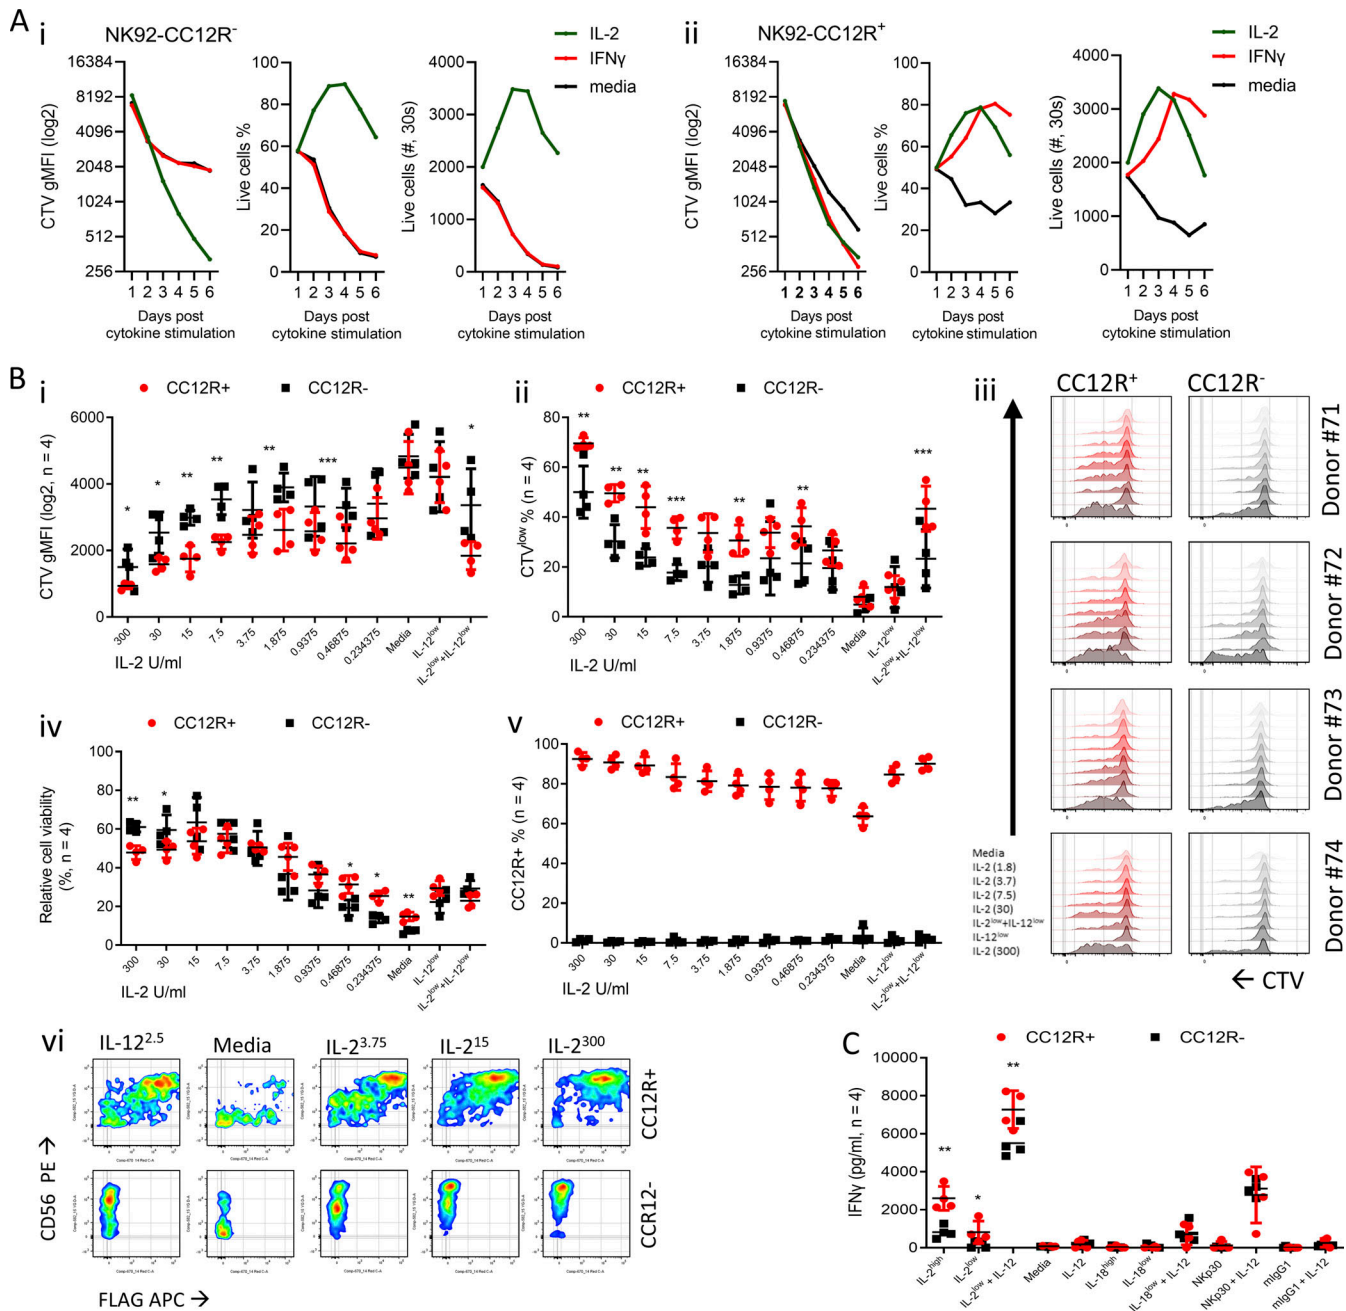 A
i
NK92-CC12R-
IL-2
IFNγ
media
CTV gMFI (log2)
16384
8192
4096
2048
1024
512
256
1 2 3 4 5 6
Days post
cytokine stimulation
Live cells %
100
80
60
40
20
0
1 2 3 4 5 6
Days post
cytokine stimulation
Live cells (#, 30s)
4000
3000
2000
1000
0
1 2 3 4 5 6
Days post
cytokine stimulation
ii
NK92-CC12R+
IL-2
IFNγ
media
CTV gMFI (log2)
16384
8192
4096
2048
1024
512
256
1 2 3 4 5 6
Days post
cytokine stimulation
Live cells %
100
80
60
40
20
0
1 2 3 4 5 6
Days post
cytokine stimulation
Live cells (#, 30s)
4000
3000
2000
1000
0
1 2 3 4 5 6
Days post
cytokine stimulation
B
i
CC12R+ CC12R-
CTV gMFI (log2, n = 4)
6000
4000
2000
0
* * ** ** ** *** *
300 30 15 7.5 3.75 1.875 0.9375 0.46875 0.234375 Media IL-12low IL-2low+IL-12low
IL-2 U/ml
ii
CC12R+ CC12R-
CTVlow % (n = 4)
80
60
40
20
0
** ** ** *** ** ** ***
300 30 15 7.5 3.75 1.875 0.9375 0.46875 0.234375 Media IL-12low IL-2low+IL-12low
IL-2 U/ml
iii
CC12R+ CC12R-
Donor #71
Donor #72
Donor #73
Donor #74
Media
IL-2 (1.8)
IL-2 (3.7)
IL-2 (7.5)
IL-2 (30)
IL-2low+IL-12low
IL-12low
IL-2 (300)
← CTV
iv
CC12R+ CC12R-
Relative cell viability
(%, n = 4)
100
80
60
40
20
0
** * * * **
300 30 15 7.5 3.75 1.875 0.9375 0.46875 0.234375 Media IL-12low IL-2low+IL-12low
IL-2 U/ml
v
CC12R+ CC12R-
CC12R+ % (n = 4)
100
80
60
40
20
0
300 30 15 7.5 3.75 1.875 0.9375 0.46875 0.234375 Media IL-12low IL-2low+IL-12low
IL-2 U/ml
vi
IL-122.5 Media IL-23.75 IL-215 IL-2300
CC12R+
CCR12-
CD56 PE →
FLAG APC →
C
CC12R+ CC12R-
IFNγ (pg/ml, n = 4)
10000
8000
6000
4000
2000
0
** * **
IL-2high IL-2low IL-2low + IL-12 Media IL-12 IL-18high IL-18low IL-18low + IL-12 NKp30 NKp30 + IL-12 mIgG1 mIgG1 + IL-12